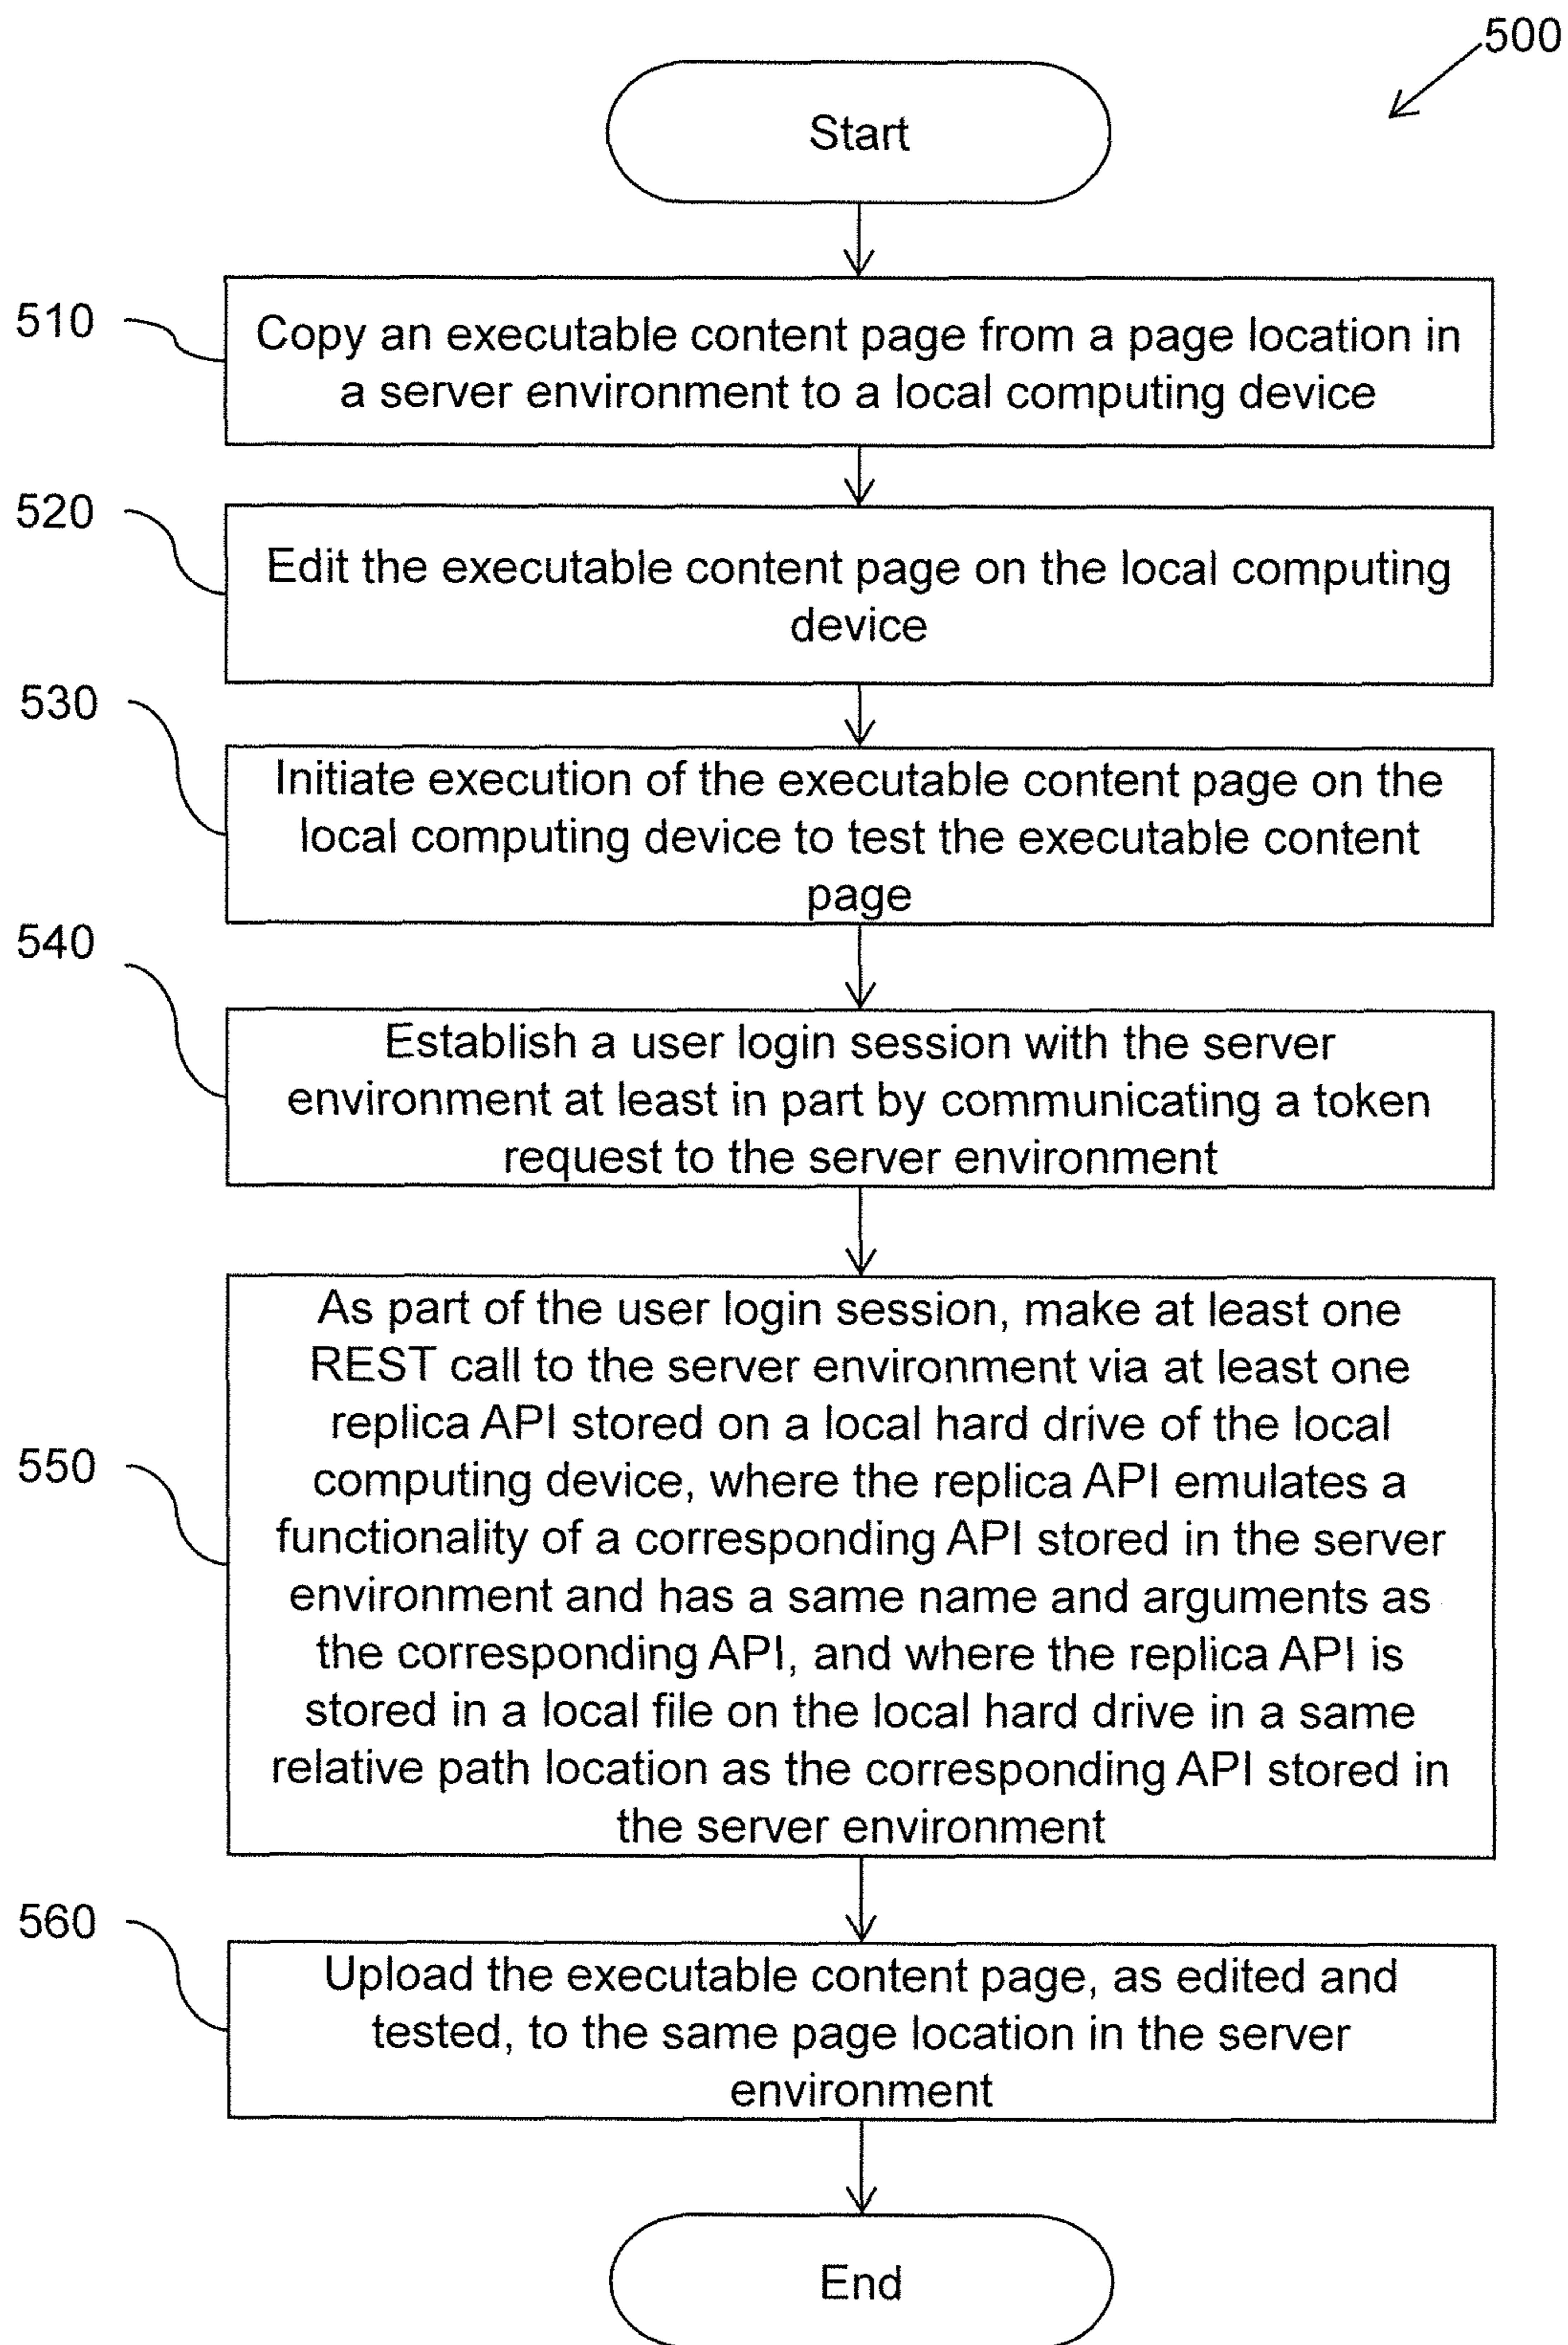 500
Start
510
Copy an executable content page from a page location in
a server environment to a local computing device
520
Edit the executable content page on the local computing
device
530
Initiate execution of the executable content page on the
local computing device to test the executable content
page
540
Establish a user login session with the server
environment at least in part by communicating a token
request to the server environment
550
As part of the user login session, make at least one
REST call to the server environment via at least one
replica API stored on a local hard drive of the local
computing device, where the replica API emulates a
functionality of a corresponding API stored in the server
environment and has a same name and arguments as
the corresponding API, and where the replica API is
stored in a local file on the local hard drive in a same
relative path location as the corresponding API stored in
the server environment
560
Upload the executable content page, as edited and
tested, to the same page location in the server
environment
End